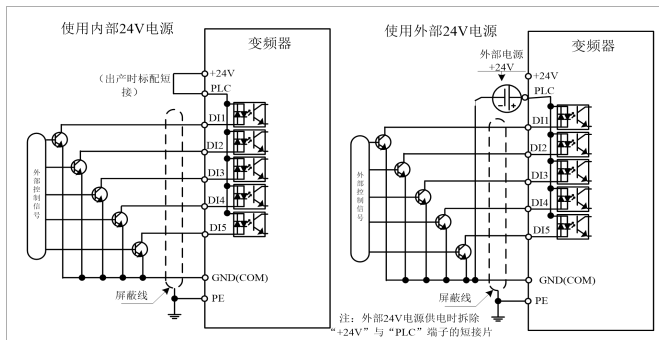 使用内部24V电源
变频器
+24V
(出产时标配短
接)
PLC
DI1
DI2
DI3
DI4
DI5
外部控制信号
GND(COM)
屏蔽线
PE
使用外部24V电源
变频器
外部电源
+24V
+24V
PLC
DI1
DI2
DI3
DI4
DI5
外部控制信号
GND(COM)
屏蔽线
PE
注：外部24V电源供电时拆除
“+24V”与“PLC”端子的短接片